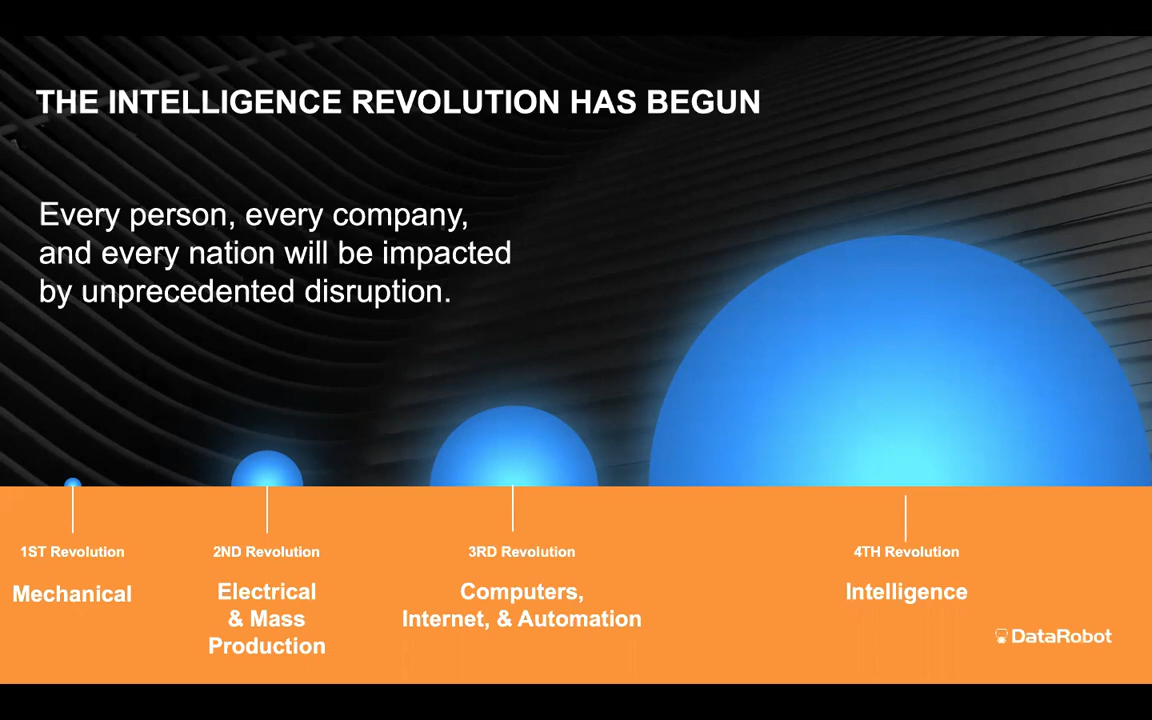 THE INTELLIGENCE REVOLUTION HAS BEGUN
Every person, every company,
and every nation will be impacted
by unprecedented disruption.
1ST Revolution
Mechanical
2ND Revolution
Electrical
& Mass
Production
3RD Revolution
Computers,
Internet, & Automation
4TH Revolution
Intelligence
DataRobot